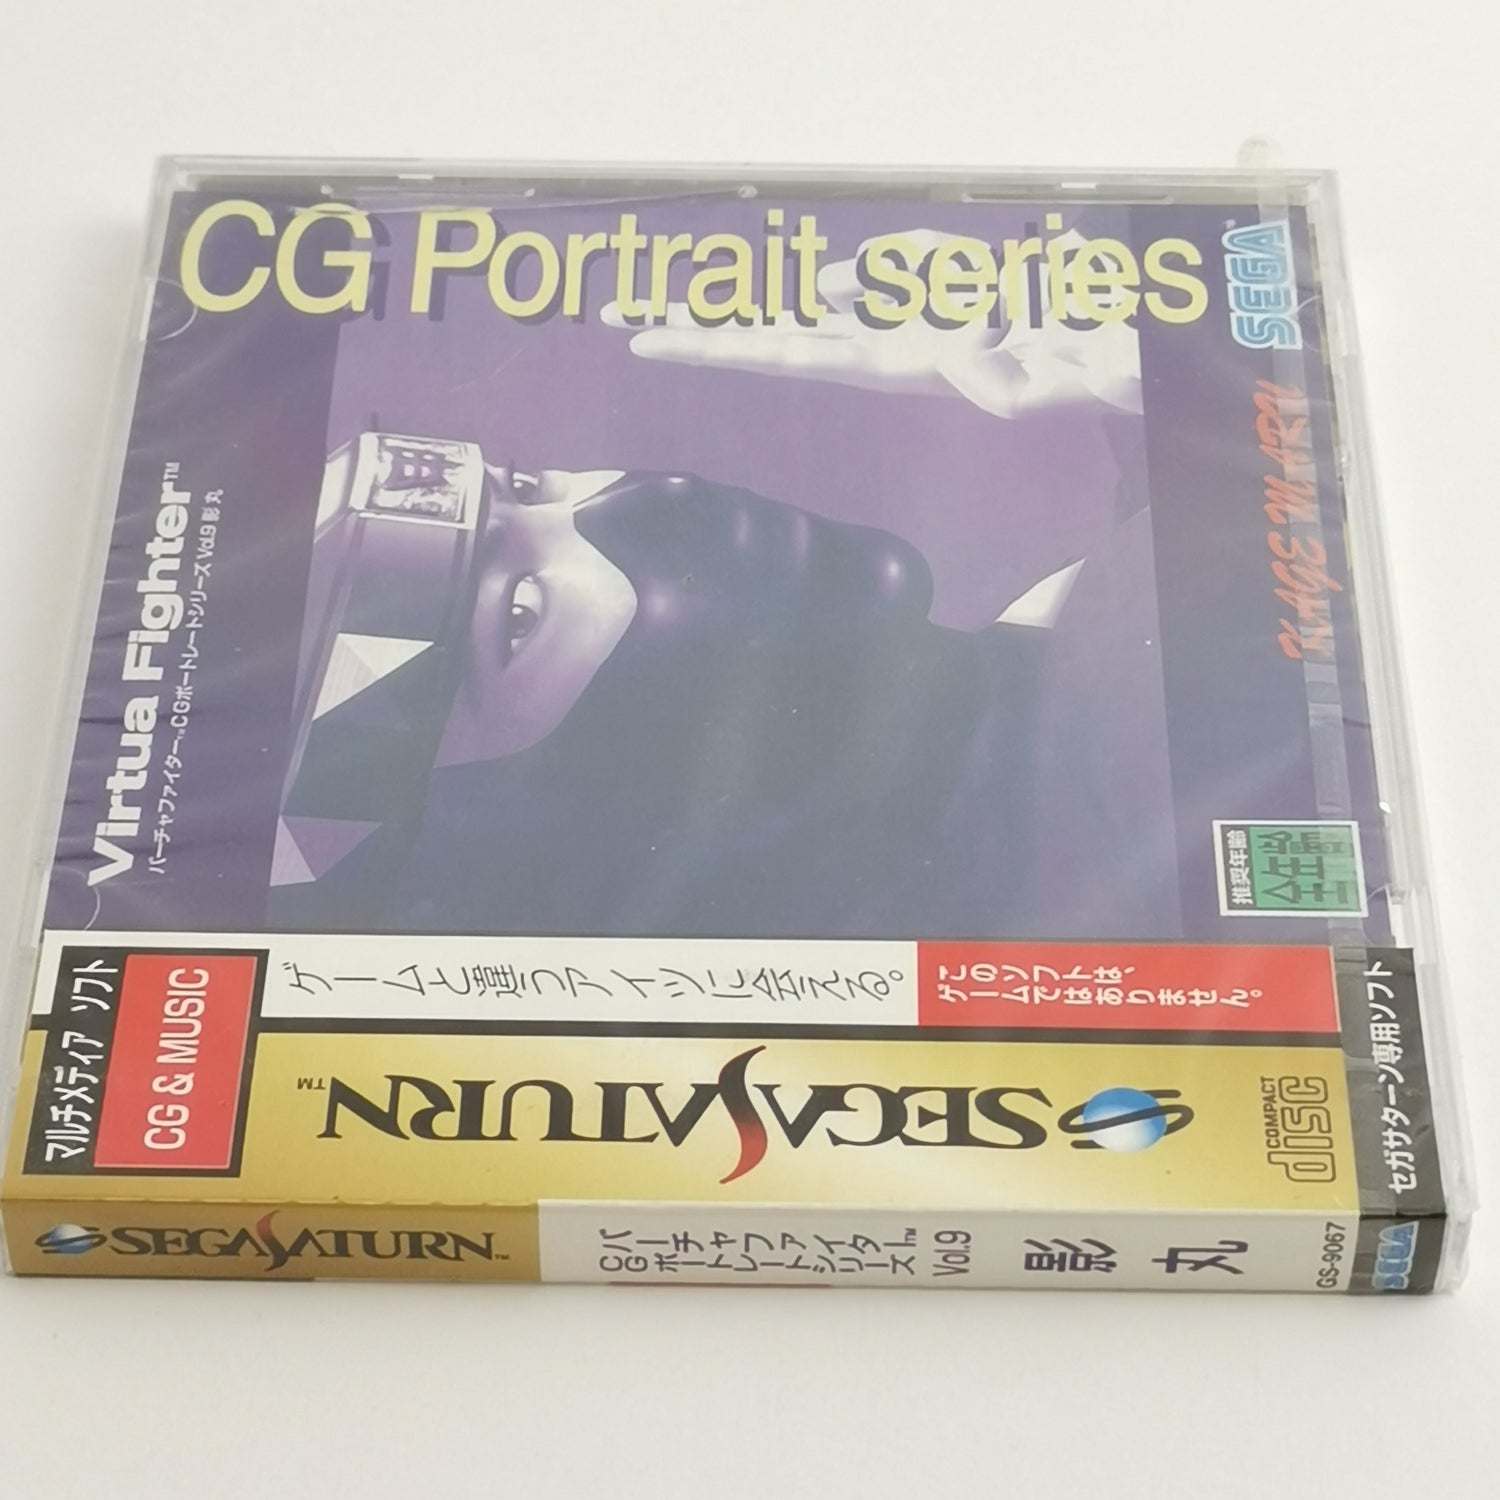 CG Portrait series
SEGA
KAGE MARU
Virtua Fighter™
バーチャファイター™CGポートレートシリーズ Vol.9 影丸
推奨年齢
全年齢
マルチメディア ソフト
CG & MUSIC
ゲームと違うアイツに会える。
このソフトは、
ゲームではありません。
SEGA SATURN™
COMPACT
disc
セガサターン専用ソフト
SEGA SATURN™
バーチャファイター™
CGポートレートシリーズ
Vol.9
影丸
GS-9067
SEGA